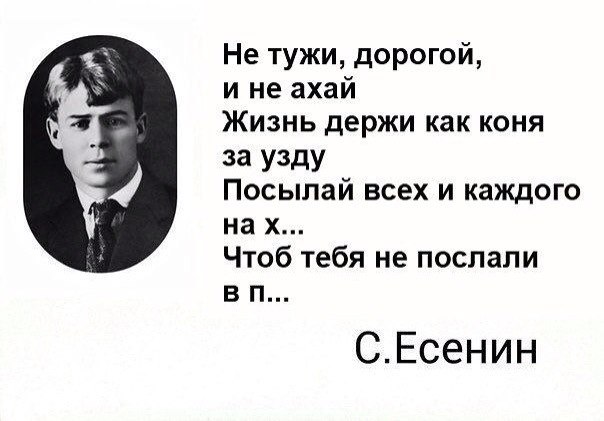 Не тужи, дорогой,
и не ахай
Жизнь держи как коня
за узду
Посылай всех и каждого
на х...
Чтоб тебя не послали
в п...
С.Есенин